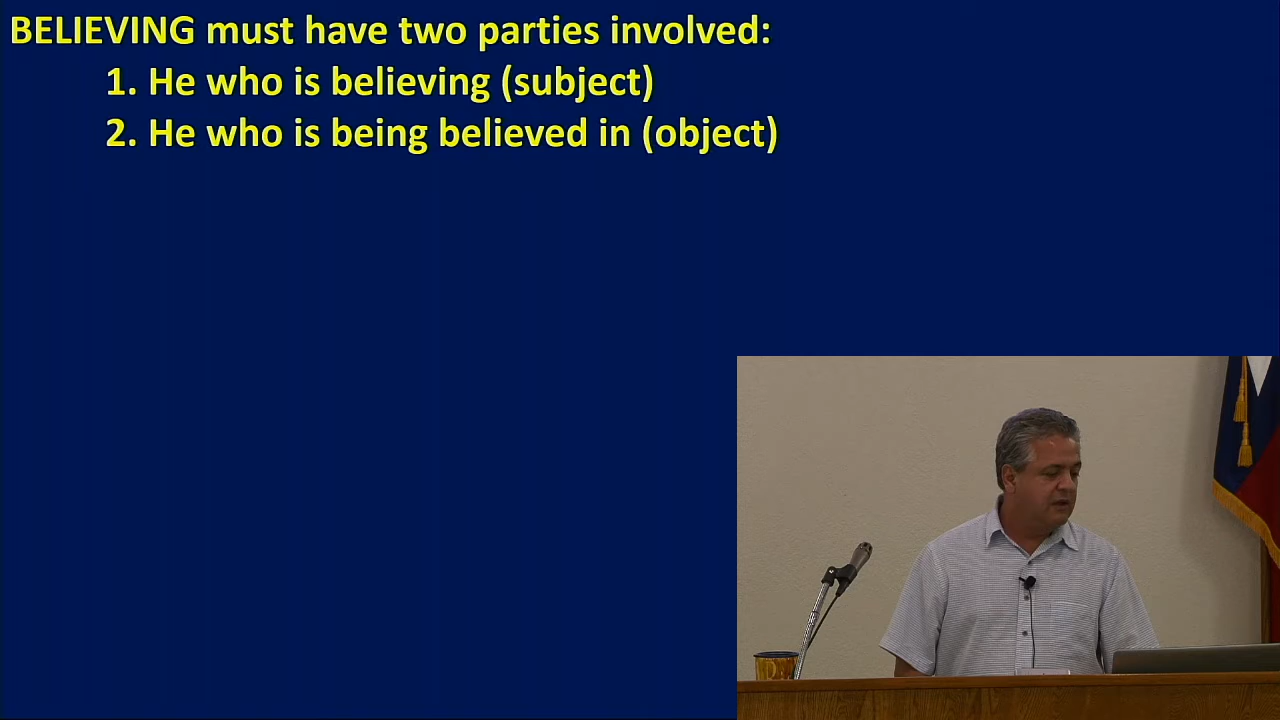 BELIEVING must have two parties involved:
1. He who is believing (subject)
2. He who is being believed in (object)